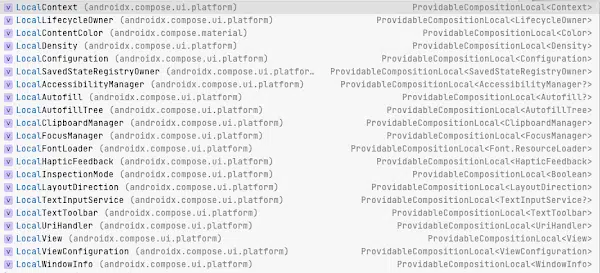 LocalContext (androidx.compose.ui.platform) ProvidableCompositionLocal<Context>
LocalLifecycleOwner (androidx.compose.ui.platform) ProvidableCompositionLocal<LifecycleOwner>
LocalContentColor (androidx.compose.material) ProvidableCompositionLocal<Color>
LocalDensity (androidx.compose.ui.platform) ProvidableCompositionLocal<Density>
LocalConfiguration (androidx.compose.ui.platform) ProvidableCompositionLocal<Configuration>
LocalSavedStateRegistryOwner (androidx.compose.ui.platfor… ProvidableCompositionLocal<SavedStateRegistryOwner>
LocalAccessibilityManager (androidx.compose.ui.platform) ProvidableCompositionLocal<AccessibilityManager?>
LocalAutofill (androidx.compose.ui.platform) ProvidableCompositionLocal<Autofill?>
LocalAutofillTree (androidx.compose.ui.platform) ProvidableCompositionLocal<AutofillTree>
LocalClipboardManager (androidx.compose.ui.platform) ProvidableCompositionLocal<ClipboardManager>
LocalFocusManager (androidx.compose.ui.platform) ProvidableCompositionLocal<FocusManager>
LocalFontLoader (androidx.compose.ui.platform) ProvidableCompositionLocal<Font.ResourceLoader>
LocalHapticFeedback (androidx.compose.ui.platform) ProvidableCompositionLocal<HapticFeedback>
LocalInspectionMode (androidx.compose.ui.platform) ProvidableCompositionLocal<Boolean>
LocalLayoutDirection (androidx.compose.ui.platform) ProvidableCompositionLocal<LayoutDirection>
LocalTextInputService (androidx.compose.ui.platform) ProvidableCompositionLocal<TextInputService?>
LocalTextToolbar (androidx.compose.ui.platform) ProvidableCompositionLocal<TextToolbar>
LocalUriHandler (androidx.compose.ui.platform) ProvidableCompositionLocal<UriHandler>
LocalView (androidx.compose.ui.platform) ProvidableCompositionLocal<View>
LocalViewConfiguration (androidx.compose.ui.platform) ProvidableCompositionLocal<ViewConfiguration>
LocalWindowInfo (androidx.compose.ui.platform) ProvidableCompositionLocal<WindowInfo>